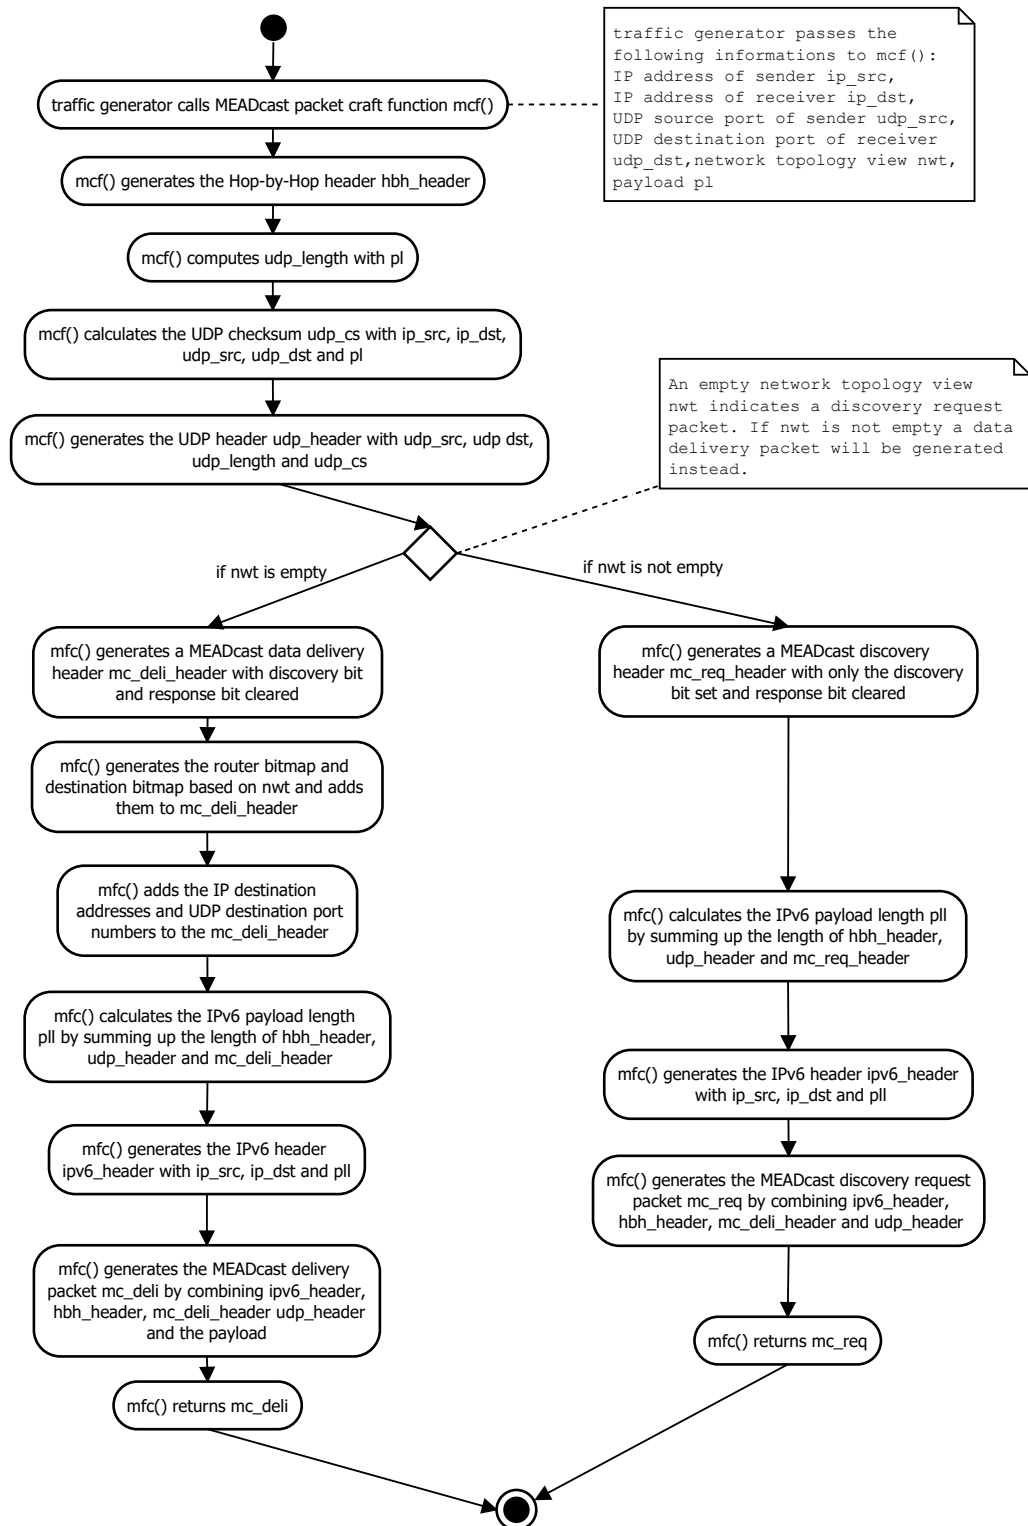 traffic generator passes the
following informations to mcf():
IP address of sender ip_src,
IP address of receiver ip_dst,
UDP source port of sender udp_src,
UDP destination port of receiver
udp_dst,network topology view nwt,
payload pl
traffic generator calls MEADcast packet craft function mcf()
mcf() generates the Hop-by-Hop header hbh_header
mcf() computes udp_length with pl
mcf() calculates the UDP checksum udp_cs with ip_src, ip_dst,
udp_src, udp_dst and pl
mcf() generates the UDP header udp_header with udp_src, udp dst,
udp_length and udp_cs
An empty network topology view
nwt indicates a discovery request
packet. If nwt is not empty a data
delivery packet will be generated
instead.
if nwt is empty
if nwt is not empty
mfc() generates a MEADcast data delivery
header mc_deli_header with discovery bit
and response bit cleared
mfc() generates the router bitmap and
destination bitmap based on nwt and adds
them to mc_deli_header
mfc() adds the IP destination
addresses and UDP destination port
numbers to the mc_deli_header
mfc() calculates the IPv6 payload length
pll by summing up the length of hbh_header,
udp_header and mc_deli_header
mfc() generates the IPv6 header
ipv6_header with ip_src, ip_dst and pll
mfc() generates the MEADcast delivery
packet mc_deli by combining ipv6_header,
hbh_header, mc_deli_header udp_header
and the payload
mfc() returns mc_deli
mfc() generates a MEADcast discovery
header mc_req_header with only the discovery
bit set and response bit cleared
mfc() calculates the IPv6 payload length pll
by summing up the length of hbh_header,
udp_header and mc_req_header
mfc() generates the IPv6 header ipv6_header
with ip_src, ip_dst and pll
mfc() generates the MEADcast discovery request
packet mc_req by combining ipv6_header,
hbh_header, mc_deli_header and udp_header
mfc() returns mc_req